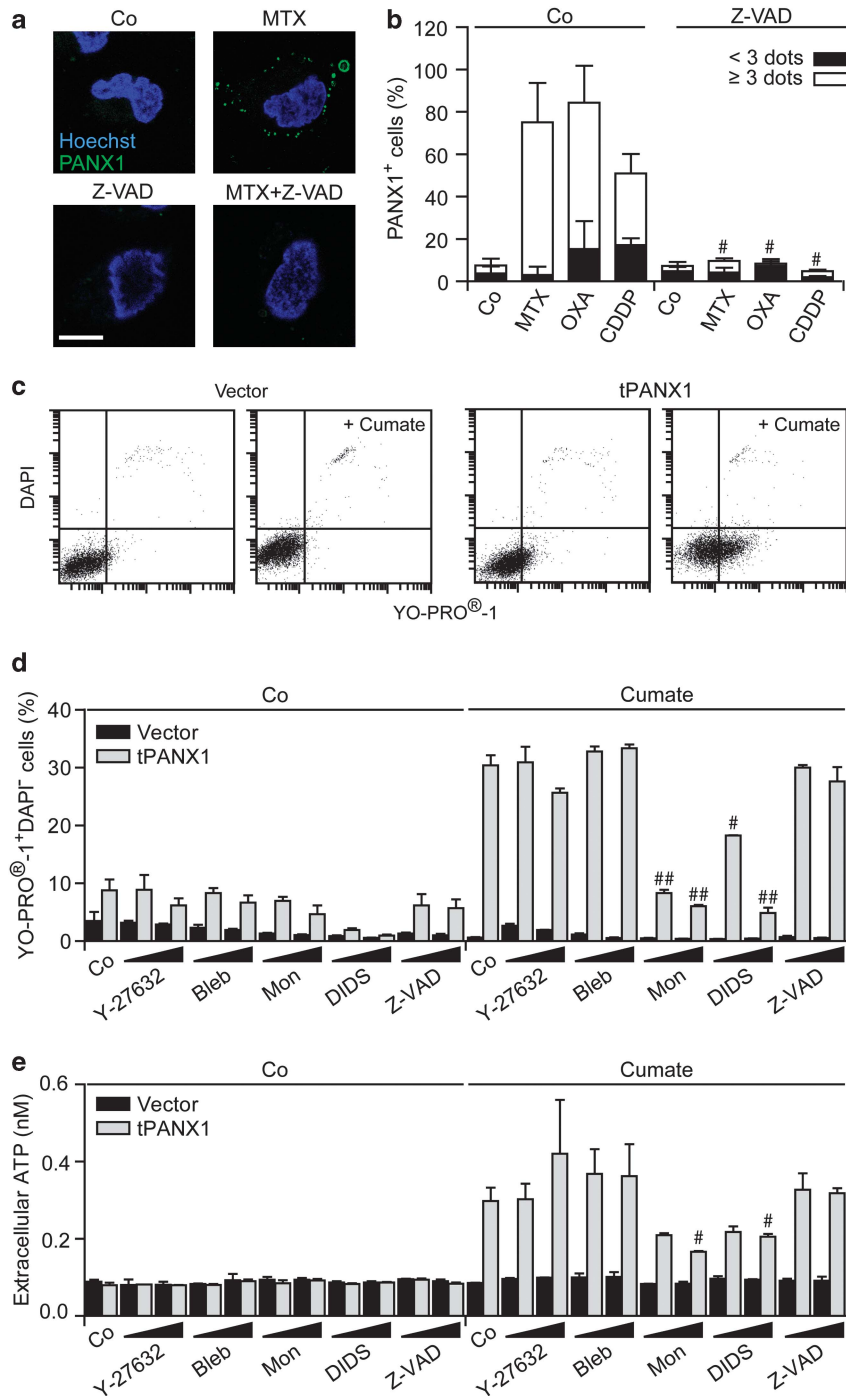 a
Co
MTX
Hoechst
PANX1
Z-VAD
MTX+Z-VAD
b
Co
Z-VAD
< 3 dots
≥ 3 dots
PANX1⁺ cells (%)
120
100
80
60
40
20
0
Co
MTX
OXA
CDDP
Co
MTX
OXA
CDDP
#
#
#
c
Vector
tPANX1
+ Cumate
+ Cumate
DAPI
YO-PRO®-1
d
Co
Cumate
YO-PRO®-1⁺DAPI⁻ cells (%)
40
30
20
10
0
Vector
tPANX1
##
##
#
##
Co
Y-27632
Bleb
Mon
DIDS
Z-VAD
Co
Y-27632
Bleb
Mon
DIDS
Z-VAD
e
Co
Cumate
Extracellular ATP (nM)
0.6
0.4
0.2
0.0
Vector
tPANX1
#
#
Co
Y-27632
Bleb
Mon
DIDS
Z-VAD
Co
Y-27632
Bleb
Mon
DIDS
Z-VAD